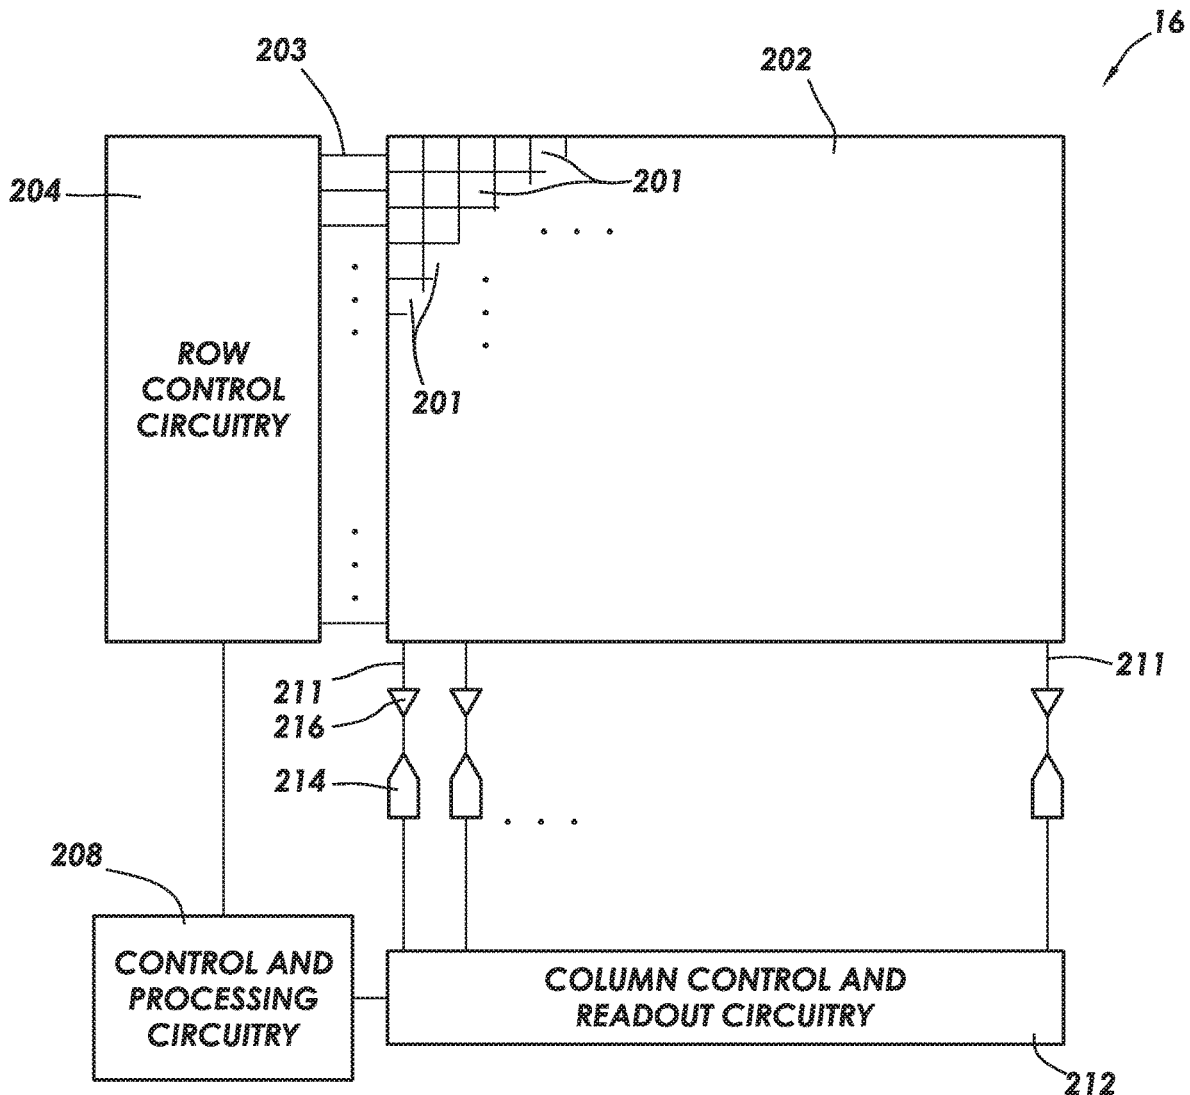 16
203
202
204
201
201
ROW
CONTROL
CIRCUITRY
211
211
216
214
208
CONTROL AND
PROCESSING
CIRCUITRY
COLUMN CONTROL AND
READOUT CIRCUITRY
212